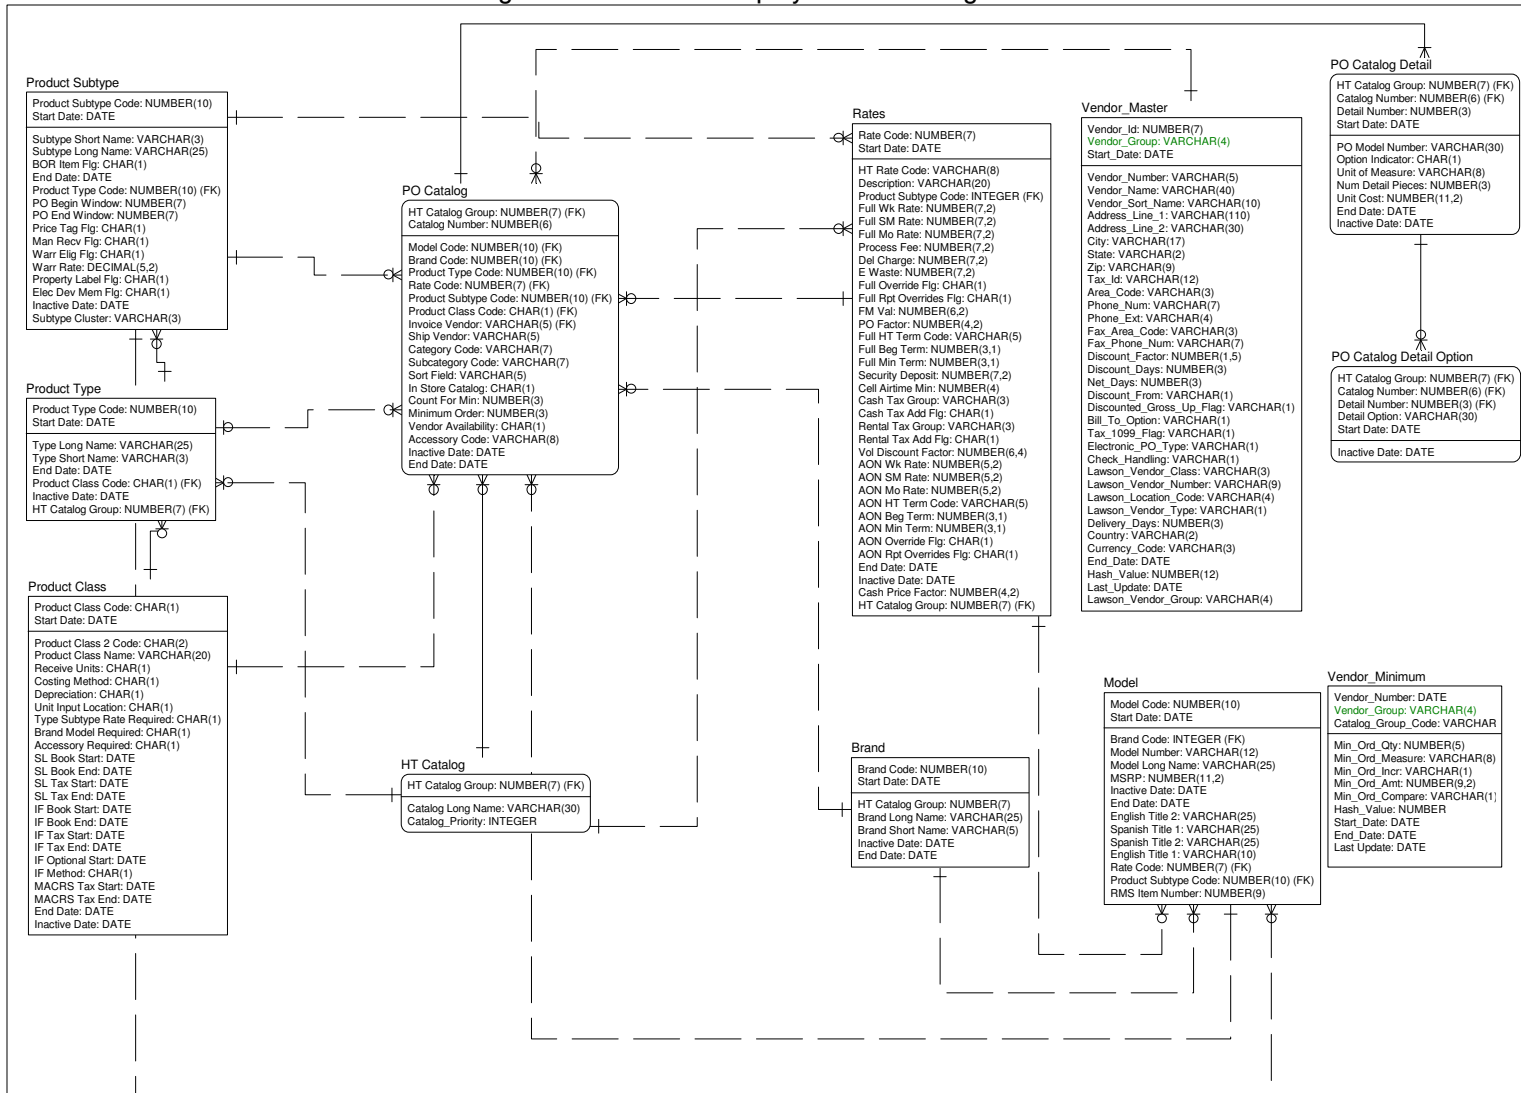 Product Subtype
Product Subtype Code: NUMBER(10)
Start Date: DATE
Subtype Short Name: VARCHAR(3)
Subtype Long Name: VARCHAR(25)
BOR Item Flg: CHAR(1)
End Date: DATE
Product Type Code: NUMBER(10) (FK)
PO Begin Window: NUMBER(7)
PO End Window: NUMBER(7)
Price Tag Flg: CHAR(1)
Man Recv Flg: CHAR(1)
Warr Elig Flg: CHAR(1)
Warr Rate: DECIMAL(5,2)
Property Label Flg: CHAR(1)
Elec Dev Mem Flg: CHAR(1)
Inactive Date: DATE
Subtype Cluster: VARCHAR(3)
Product Type
Product Type Code: NUMBER(10)
Start Date: DATE
Type Long Name: VARCHAR(25)
Type Short Name: VARCHAR(3)
End Date: DATE
Product Class Code: CHAR(1) (FK)
Inactive Date: DATE
HT Catalog Group: NUMBER(7) (FK)
Product Class
Product Class Code: CHAR(1)
Start Date: DATE
Product Class 2 Code: CHAR(2)
Product Class Name: VARCHAR(20)
Receive Units: CHAR(1)
Costing Method: CHAR(1)
Depreciation: CHAR(1)
Unit Input Location: CHAR(1)
Type Subtype Rate Required: CHAR(1)
Brand Model Required: CHAR(1)
Accessory Required: CHAR(1)
SL Book Start: DATE
SL Book End: DATE
SL Tax Start: DATE
SL Tax End: DATE
IF Book Start: DATE
IF Book End: DATE
IF Tax Start: DATE
IF Tax End: DATE
IF Optional Start: DATE
IF Method: CHAR(1)
MACRS Tax Start: DATE
MACRS Tax End: DATE
End Date: DATE
Inactive Date: DATE
PO Catalog
HT Catalog Group: NUMBER(7) (FK)
Catalog Number: NUMBER(6)
Model Code: NUMBER(10) (FK)
Brand Code: NUMBER(10) (FK)
Product Type Code: NUMBER(10) (FK)
Rate Code: NUMBER(7) (FK)
Product Subtype Code: NUMBER(10) (FK)
Product Class Code: CHAR(1) (FK)
Invoice Vendor: VARCHAR(5) (FK)
Ship Vendor: VARCHAR(5)
Category Code: VARCHAR(7)
Subcategory Code: VARCHAR(7)
Sort Field: VARCHAR(5)
In Store Catalog: CHAR(1)
Count For Min: NUMBER(3)
Minimum Order: NUMBER(3)
Vendor Availability: CHAR(1)
Accessory Code: VARCHAR(8)
Inactive Date: DATE
End Date: DATE
HT Catalog
HT Catalog Group: NUMBER(7) (FK)
Catalog Long Name: VARCHAR(30)
Catalog_Priority: INTEGER
Rates
Rate Code: NUMBER(7)
Start Date: DATE
HT Rate Code: VARCHAR(8)
Description: VARCHAR(20)
Product Subtype Code: INTEGER (FK)
Full Wk Rate: NUMBER(7,2)
Full SM Rate: NUMBER(7,2)
Full Mo Rate: NUMBER(7,2)
Process Fee: NUMBER(7,2)
Del Charge: NUMBER(7,2)
E Waste: NUMBER(7,2)
Full Override Flg: CHAR(1)
Full Rpt Overrides Flg: CHAR(1)
FM Val: NUMBER(6,2)
PO Factor: NUMBER(4,2)
Full HT Term Code: VARCHAR(5)
Full Beg Term: NUMBER(3,1)
Full Min Term: NUMBER(3,1)
Security Deposit: NUMBER(7,2)
Cell Airtime Min: NUMBER(4)
Cash Tax Group: VARCHAR(3)
Cash Tax Add Flg: CHAR(1)
Rental Tax Group: VARCHAR(3)
Rental Tax Add Flg: CHAR(1)
Vol Discount Factor: NUMBER(6,4)
AON Wk Rate: NUMBER(5,2)
AON SM Rate: NUMBER(5,2)
AON Mo Rate: NUMBER(5,2)
AON HT Term Code: VARCHAR(5)
AON Beg Term: NUMBER(3,1)
AON Min Term: NUMBER(3,1)
AON Override Flg: CHAR(1)
AON Rpt Overrides Flg: CHAR(1)
End Date: DATE
Inactive Date: DATE
Cash Price Factor: NUMBER(4,2)
HT Catalog Group: NUMBER(7) (FK)
Brand
Brand Code: NUMBER(10)
Start Date: DATE
HT Catalog Group: NUMBER(7)
Brand Long Name: VARCHAR(25)
Brand Short Name: VARCHAR(5)
Inactive Date: DATE
End Date: DATE
Vendor_Master
Vendor_Id: NUMBER(7)
Vendor_Group: VARCHAR(4)
Start_Date: DATE
Vendor_Number: VARCHAR(5)
Vendor_Name: VARCHAR(40)
Vendor_Sort_Name: VARCHAR(10)
Address_Line_1: VARCHAR(110)
Address_Line_2: VARCHAR(30)
City: VARCHAR(17)
State: VARCHAR(2)
Zip: VARCHAR(9)
Tax_Id: VARCHAR(12)
Area_Code: VARCHAR(3)
Phone_Num: VARCHAR(7)
Phone_Ext: VARCHAR(4)
Fax_Area_Code: VARCHAR(3)
Fax_Phone_Num: VARCHAR(7)
Discount_Factor: NUMBER(1,5)
Discount_Days: NUMBER(3)
Net_Days: NUMBER(3)
Discount_From: VARCHAR(1)
Discounted_Gross_Up_Flag: VARCHAR(1)
Bill_To_Option: VARCHAR(1)
Tax_1099_Flag: VARCHAR(1)
Electronic_PO_Type: VARCHAR(1)
Check_Handling: VARCHAR(1)
Lawson_Vendor_Class: VARCHAR(3)
Lawson_Vendor_Number: VARCHAR(9)
Lawson_Location_Code: VARCHAR(4)
Lawson_Vendor_Type: VARCHAR(1)
Delivery_Days: NUMBER(3)
Country: VARCHAR(2)
Currency_Code: VARCHAR(3)
End_Date: DATE
Hash_Value: NUMBER(12)
Last_Update: DATE
Lawson_Vendor_Group: VARCHAR(4)
Model
Model Code: NUMBER(10)
Start Date: DATE
Brand Code: INTEGER (FK)
Model Number: VARCHAR(12)
Model Long Name: VARCHAR(25)
MSRP: NUMBER(11,2)
Inactive Date: DATE
End Date: DATE
English Title 2: VARCHAR(25)
Spanish Title 1: VARCHAR(25)
Spanish Title 2: VARCHAR(25)
English Title 1: VARCHAR(10)
Rate Code: NUMBER(7) (FK)
Product Subtype Code: NUMBER(10) (FK)
RMS Item Number: NUMBER(9)
PO Catalog Detail
HT Catalog Group: NUMBER(7) (FK)
Catalog Number: NUMBER(6) (FK)
Detail Number: NUMBER(3)
Start Date: DATE
PO Model Number: VARCHAR(30)
Option Indicator: CHAR(1)
Unit of Measure: VARCHAR(8)
Num Detail Pieces: NUMBER(3)
Unit Cost: NUMBER(11,2)
End Date: DATE
Inactive Date: DATE
PO Catalog Detail Option
HT Catalog Group: NUMBER(7) (FK)
Catalog Number: NUMBER(6) (FK)
Detail Number: NUMBER(3) (FK)
Detail Option: VARCHAR(30)
Start Date: DATE
Inactive Date: DATE
Vendor_Minimum
Vendor_Number: DATE
Vendor_Group: VARCHAR(4)
Catalog_Group_Code: VARCHAR
Min_Ord_Qty: NUMBER(5)
Min_Ord_Measure: VARCHAR(8)
Min_Ord_Incr: VARCHAR(1)
Min_Ord_Amt: NUMBER(9,2)
Min_Ord_Compare: VARCHAR(1)
Hash_Value: NUMBER
Start_Date: DATE
End_Date: DATE
Last Update: DATE